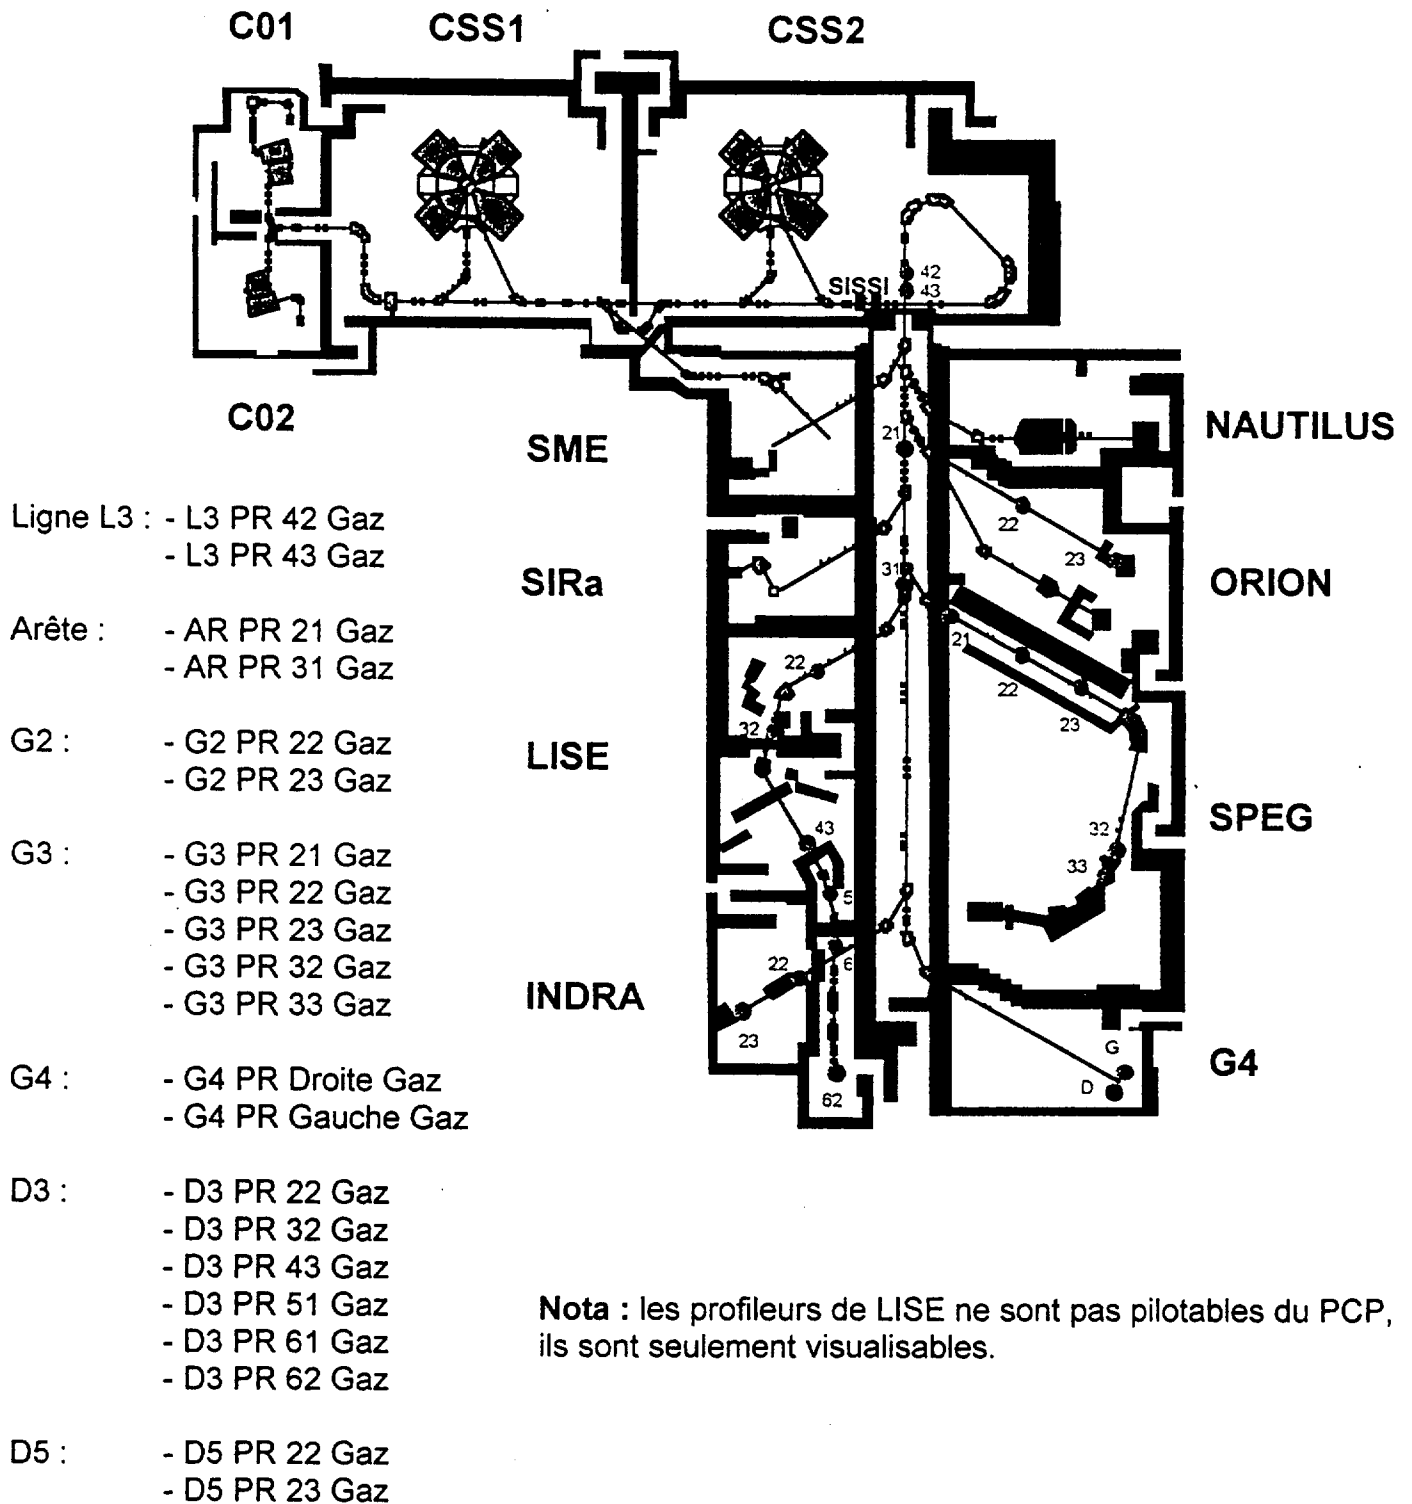 C01 CSS1 CSS2
SISSI
42
43
C02
SME
21
NAUTILUS
Ligne L3 : - L3 PR 42 Gaz
- L3 PR 43 Gaz
22
23
SIRa
31
ORION
Arête : - AR PR 21 Gaz
- AR PR 31 Gaz
22
21
22
23
32
G2 : - G2 PR 22 Gaz
- G2 PR 23 Gaz
LISE
SPEG
43
32
33
G3 : - G3 PR 21 Gaz
- G3 PR 22 Gaz
- G3 PR 23 Gaz
- G3 PR 32 Gaz
- G3 PR 33 Gaz
5
6
22
23
INDRA
G4 : - G4 PR Droite Gaz
- G4 PR Gauche Gaz
G
D
G4
62
D3 : - D3 PR 22 Gaz
- D3 PR 32 Gaz
- D3 PR 43 Gaz
- D3 PR 51 Gaz
- D3 PR 61 Gaz
- D3 PR 62 Gaz
Nota : les profileurs de LISE ne sont pas pilotables du PCP,
ils sont seulement visualisables.
D5 : - D5 PR 22 Gaz
- D5 PR 23 Gaz